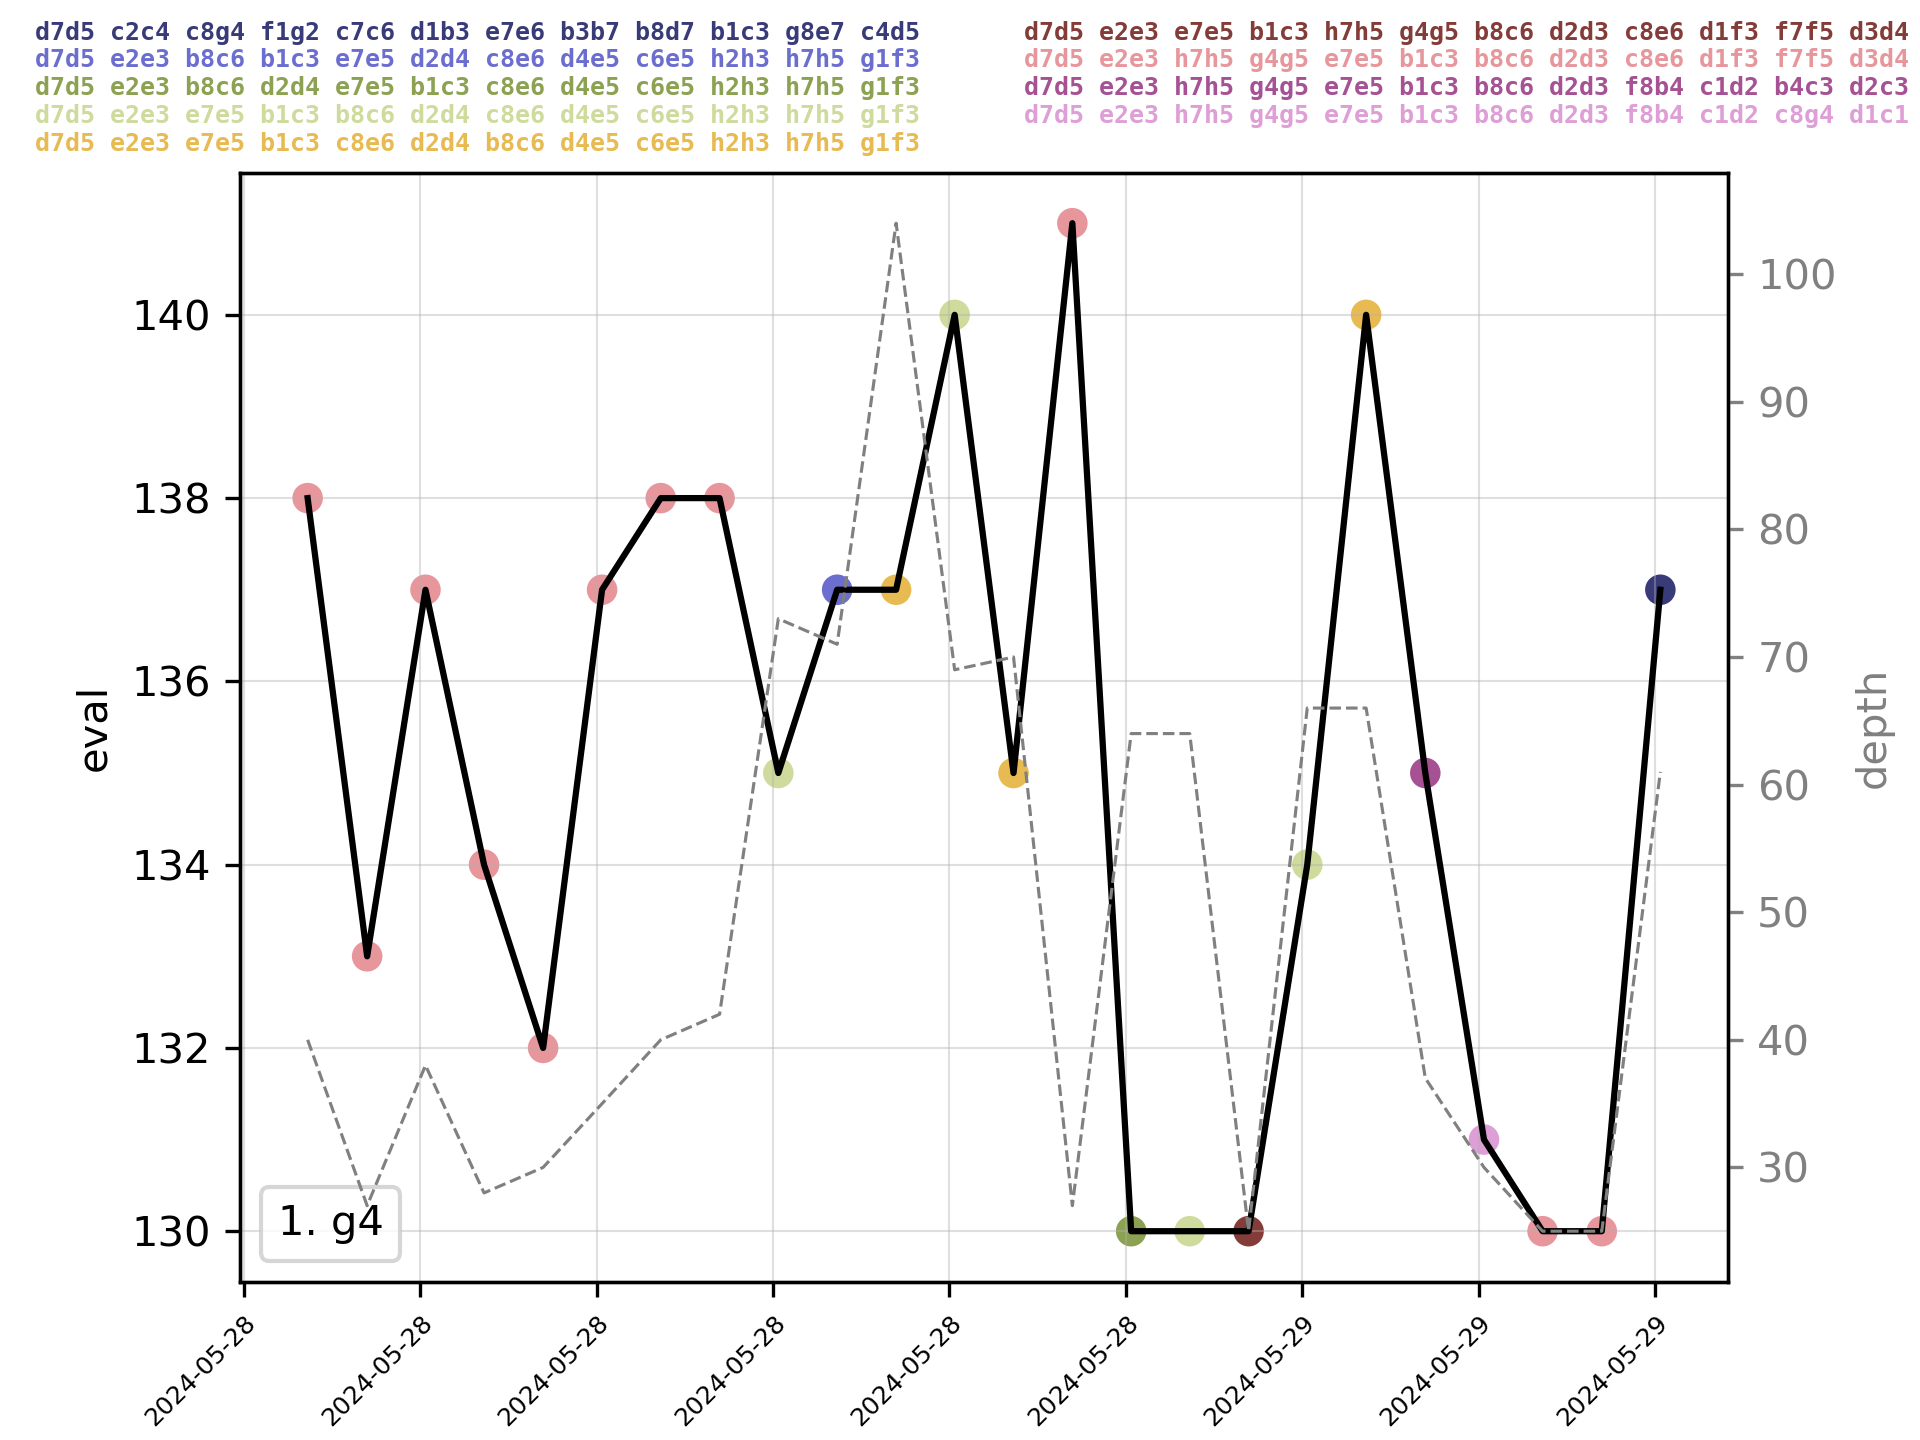 d7d5 c2c4 c8g4 f1g2 c7c6 d1b3 e7e6 b3b7 b8d7 b1c3 g8e7 c4d5
d7d5 e2e3 b8c6 b1c3 e7e5 d2d4 c8e6 d4e5 c6e5 h2h3 h7h5 g1f3
d7d5 e2e3 b8c6 d2d4 e7e5 b1c3 c8e6 d4e5 c6e5 h2h3 h7h5 g1f3
d7d5 e2e3 e7e5 b1c3 b8c6 d2d4 c8e6 d4e5 c6e5 h2h3 h7h5 g1f3
d7d5 e2e3 e7e5 b1c3 c8e6 d2d4 b8c6 d4e5 c6e5 h2h3 h7h5 g1f3
d7d5 e2e3 e7e5 b1c3 h7h5 g4g5 b8c6 d2d3 c8e6 d1f3 f7f5 d3d4
d7d5 e2e3 h7h5 g4g5 e7e5 b1c3 b8c6 d2d3 c8e6 d1f3 f7f5 d3d4
d7d5 e2e3 h7h5 g4g5 e7e5 b1c3 b8c6 d2d3 f8b4 c1d2 b4c3 d2c3
d7d5 e2e3 h7h5 g4g5 e7e5 b1c3 b8c6 d2d3 f8b4 c1d2 c8g4 d1c1
eval
140
138
136
134
132
130
1. g4
100
90
80
70
60
50
40
30
depth
2024-05-28
2024-05-28
2024-05-28
2024-05-28
2024-05-28
2024-05-28
2024-05-29
2024-05-29
2024-05-29